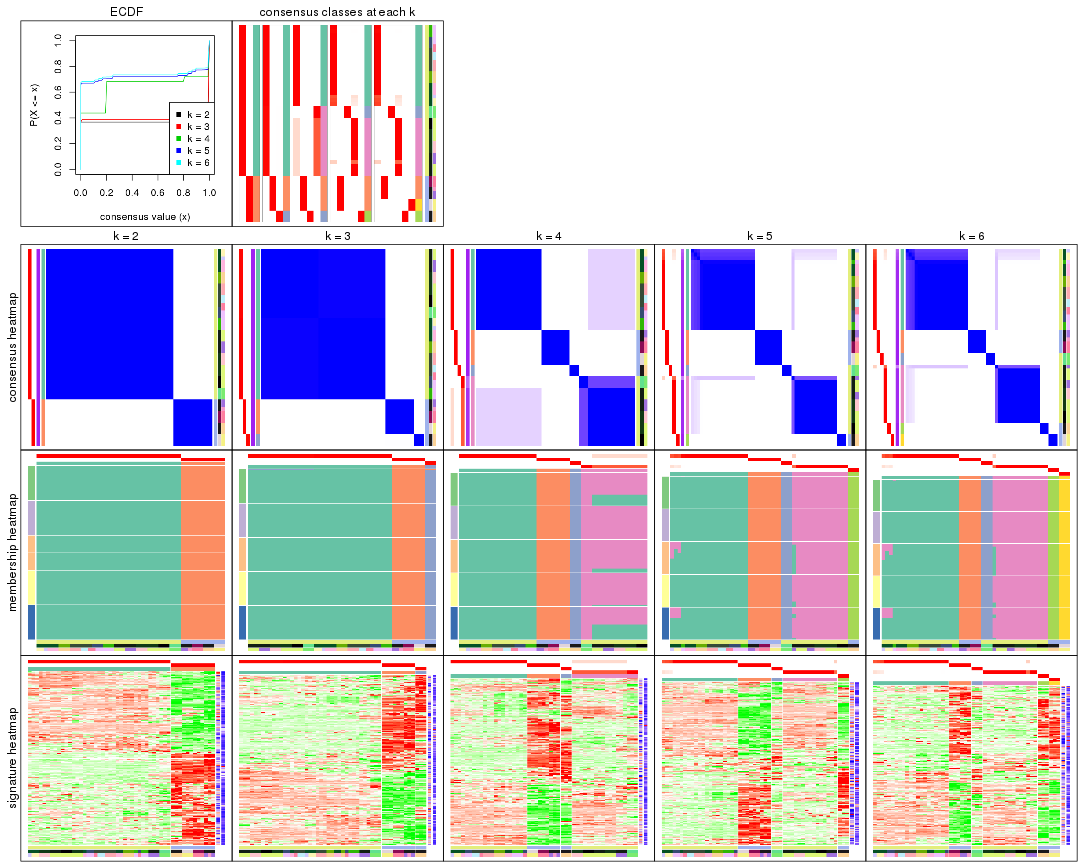 ECDF
consensus classes at each k
P(X <= x)
1.0
0.8
0.6
0.4
0.2
0.0
k = 2
k = 3
k = 4
k = 5
k = 6
0.0 0.2 0.4 0.6 0.8 1.0
consensus value (x)
k = 2
k = 3
k = 4
k = 5
k = 6
consensus heatmap
membership heatmap
signature heatmap